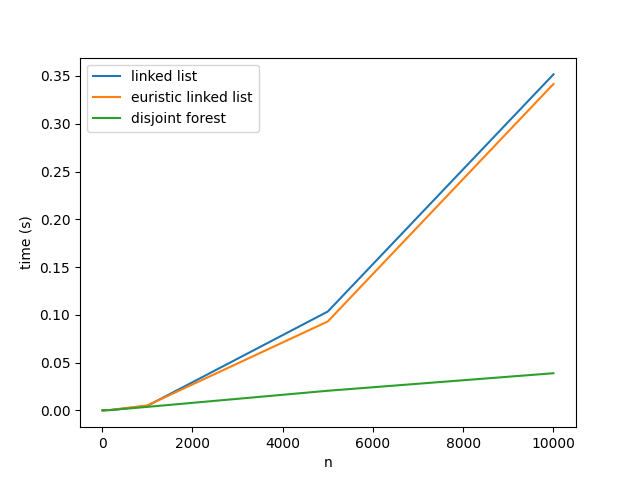 linked list
euristic linked list
disjoint forest
0.35
0.30
0.25
0.20
0.15
0.10
0.05
0.00
time (s)
0 2000 4000 6000 8000 10000
n